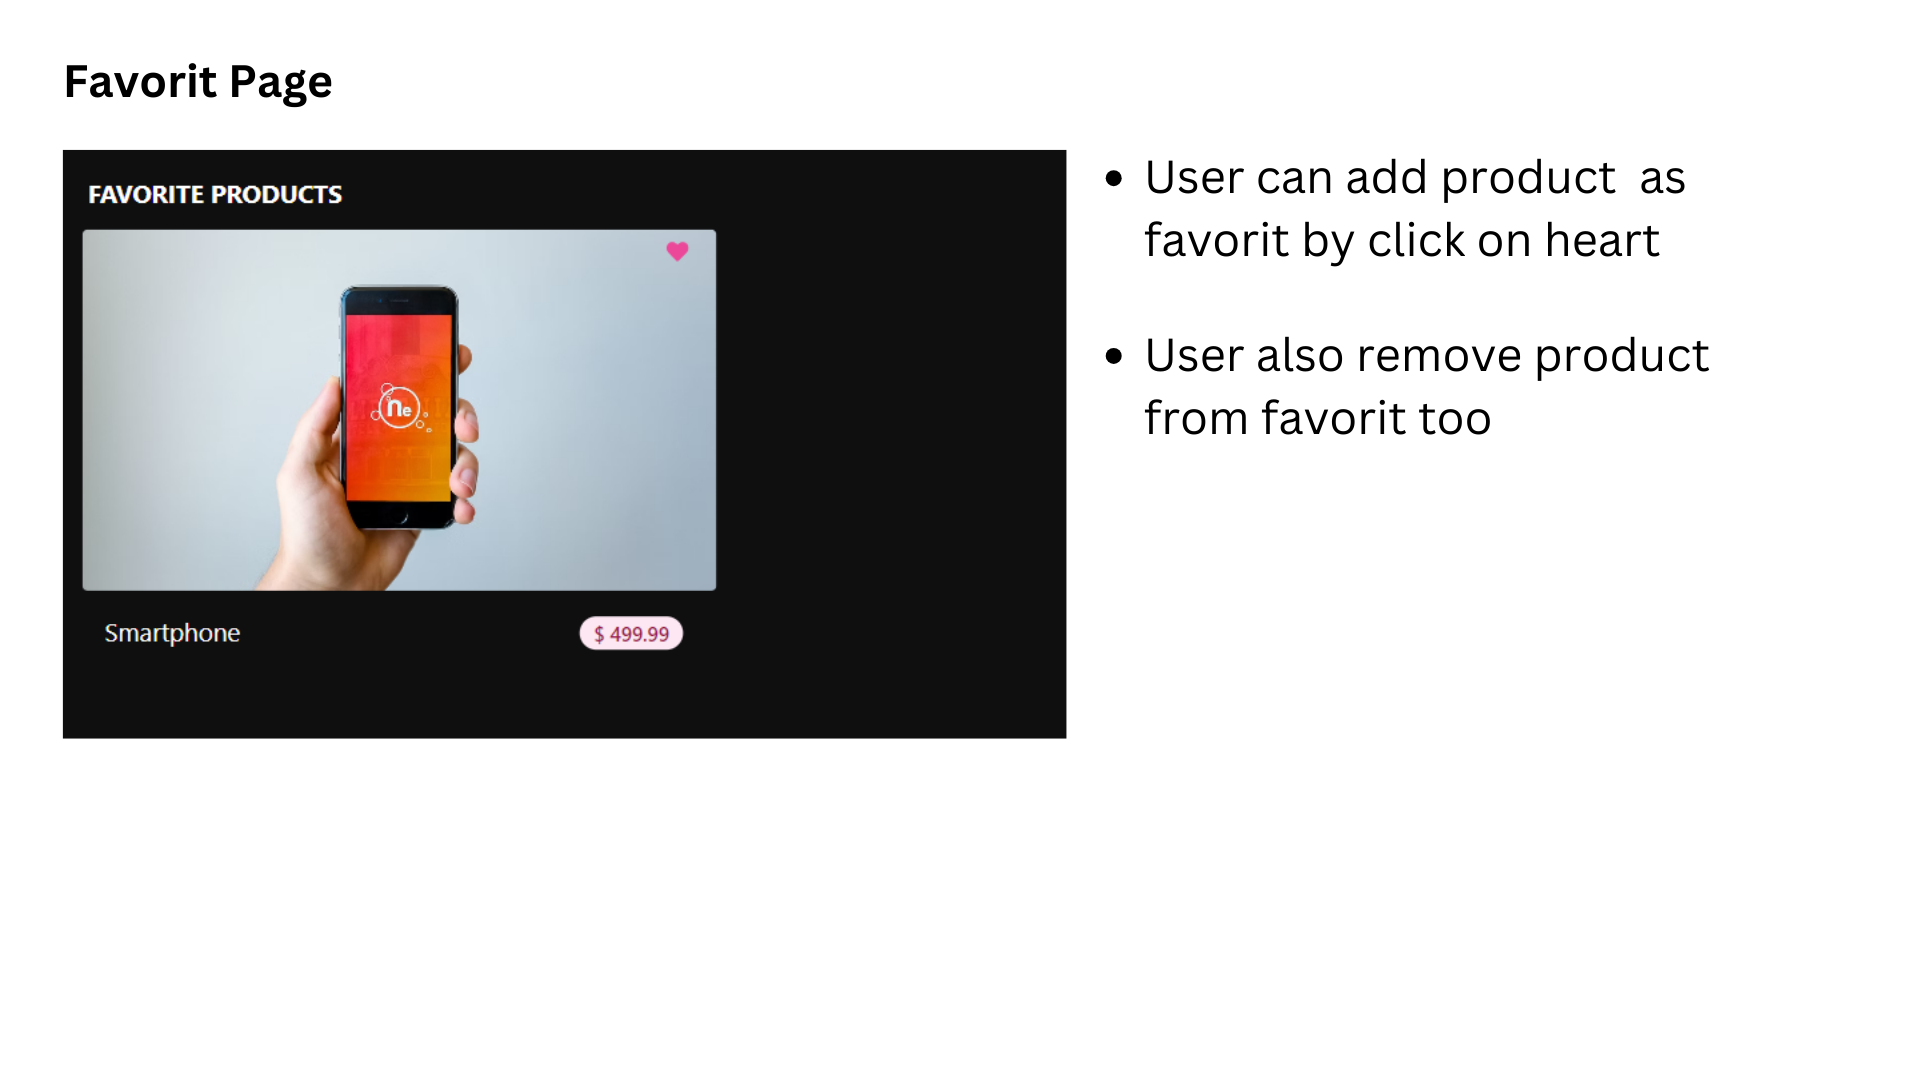 Favorit Page
FAVORITE PRODUCTS
ne
Smartphone
$ 499.99
• User can add product  as
favorit by click on heart
• User also remove product
from favorit too